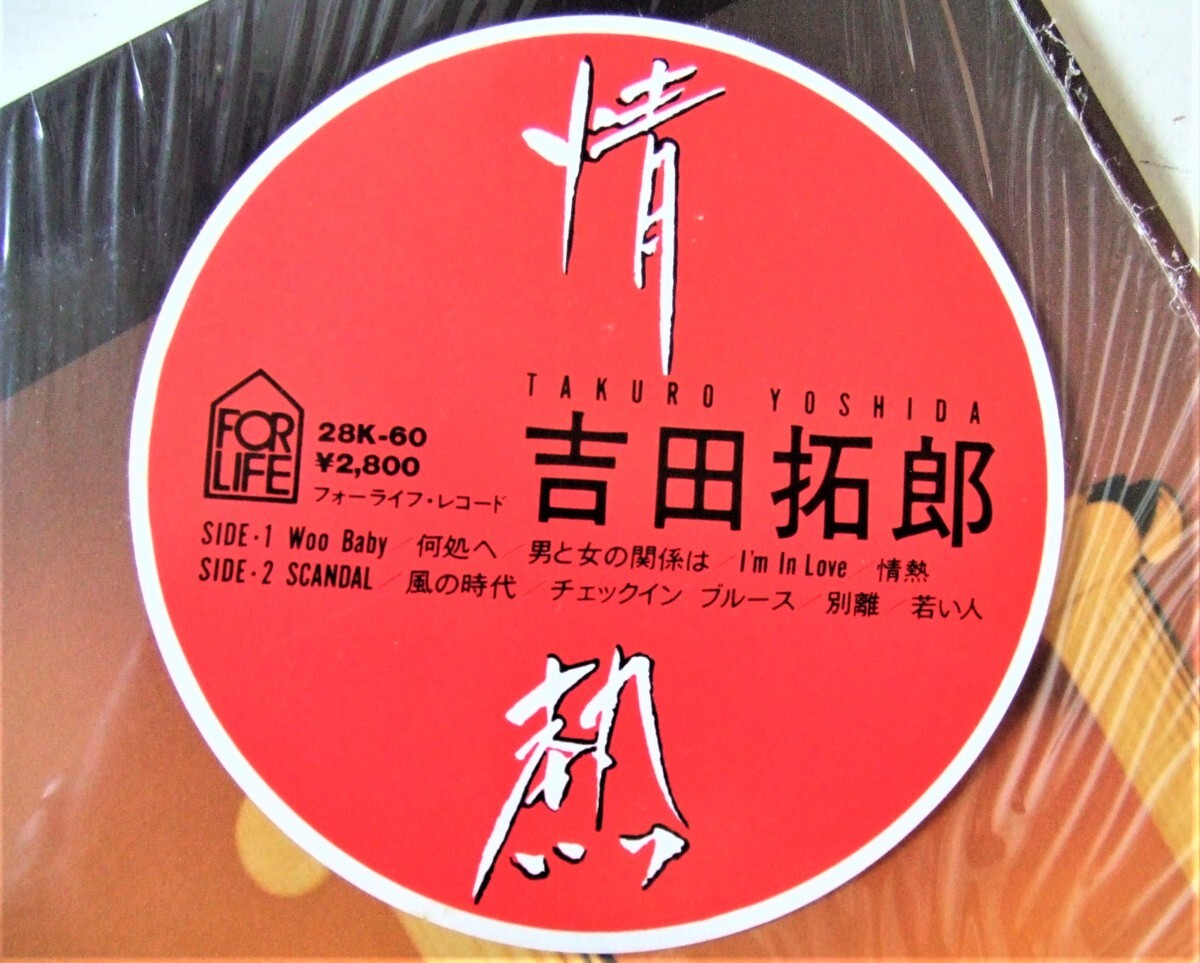 情
TAKURO YOSHIDA
吉田拓郎
FOR
LIFE
28K-60
¥2,800
フォーライフ・レコード
SIDE・1 Woo Baby／何処へ／男と女の関係は／I'm In Love／情熱
SIDE・2 SCANDAL／風の時代／チェックイン ブルース／別離／若い人
熱